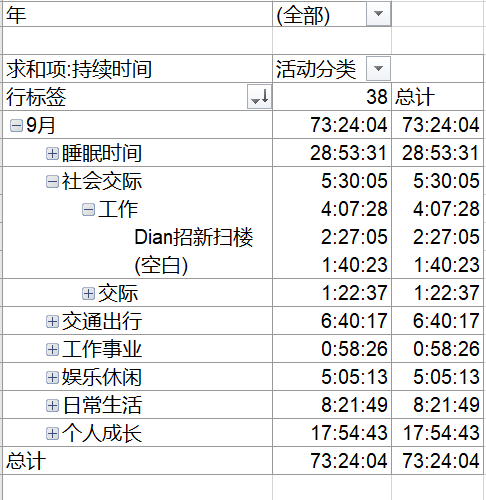 年 (全部)
求和项:持续时间 活动分类
行标签 38 总计
9月 73:24:04 73:24:04
睡眠时间 28:53:31 28:53:31
社会交际 5:30:05 5:30:05
工作 4:07:28 4:07:28
Dian招新扫楼 2:27:05 2:27:05
(空白) 1:40:23 1:40:23
交际 1:22:37 1:22:37
交通出行 6:40:17 6:40:17
工作事业 0:58:26 0:58:26
娱乐休闲 5:05:13 5:05:13
日常生活 8:21:49 8:21:49
个人成长 17:54:43 17:54:43
总计 73:24:04 73:24:04